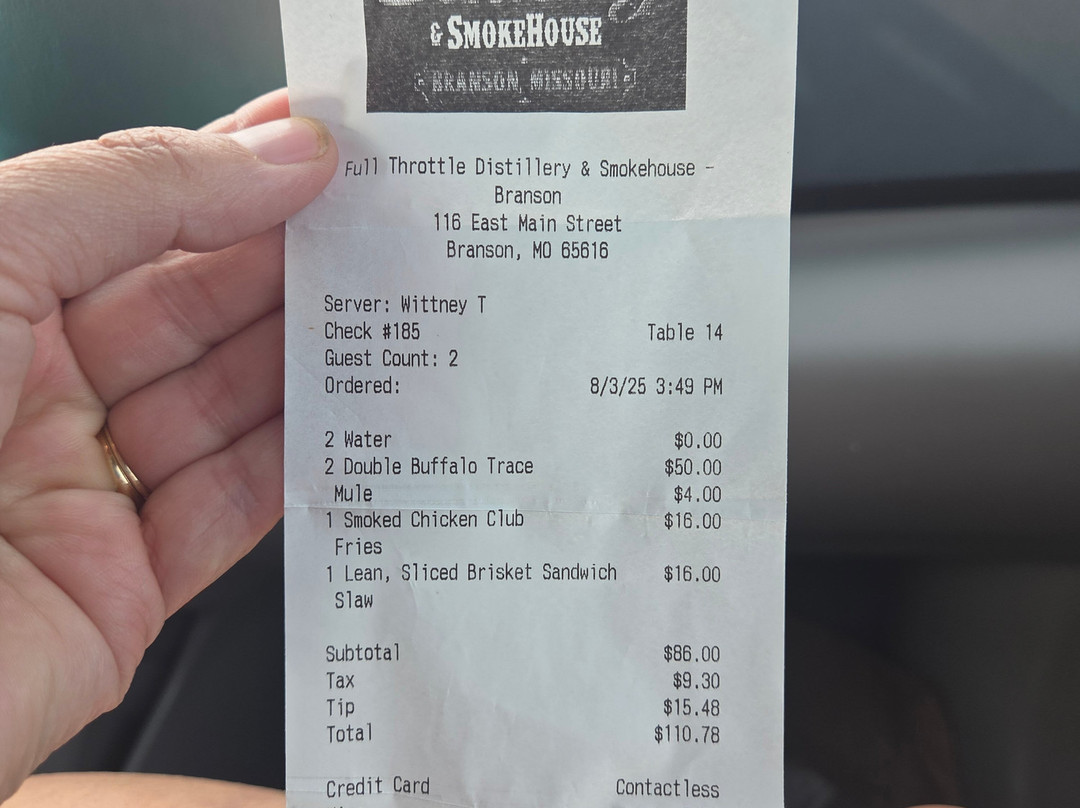 & SMOKEHOUSE
BRANSON, MISSOURI
Full Throttle Distillery & Smokehouse -
Branson
116 East Main Street
Branson, MO 65616
Server: Wittney T
Check #185 Table 14
Guest Count: 2
Ordered: 8/3/25 3:49 PM
2 Water $0.00
2 Double Buffalo Trace $50.00
Mule $4.00
1 Smoked Chicken Club $16.00
Fries
1 Lean, Sliced Brisket Sandwich $16.00
Slaw
Subtotal $86.00
Tax $9.30
Tip $15.48
Total $110.78
Credit Card Contactless